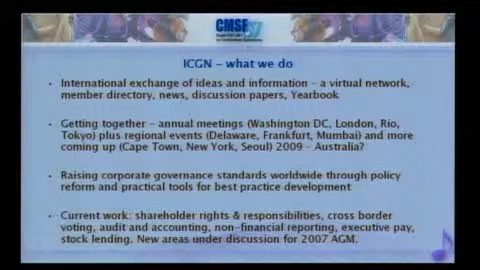 CMSF 07
ICGN – what we do
• International exchange of ideas and information – a virtual network,
member directory, news, discussion papers, Yearbook
• Getting together – annual meetings (Washington DC, London, Rio,
Tokyo) plus regional events (Delaware, Frankfurt, Mumbai) and more
coming up (Cape Town, New York, Seoul) 2009 – Australia?
• Raising corporate governance standards worldwide through policy
reform and practical tools for best practice development
• Current work: shareholder rights & responsibilities, cross border
voting, audit and accounting, non-financial reporting, executive pay,
stock lending. New areas under discussion for 2007 AGM.